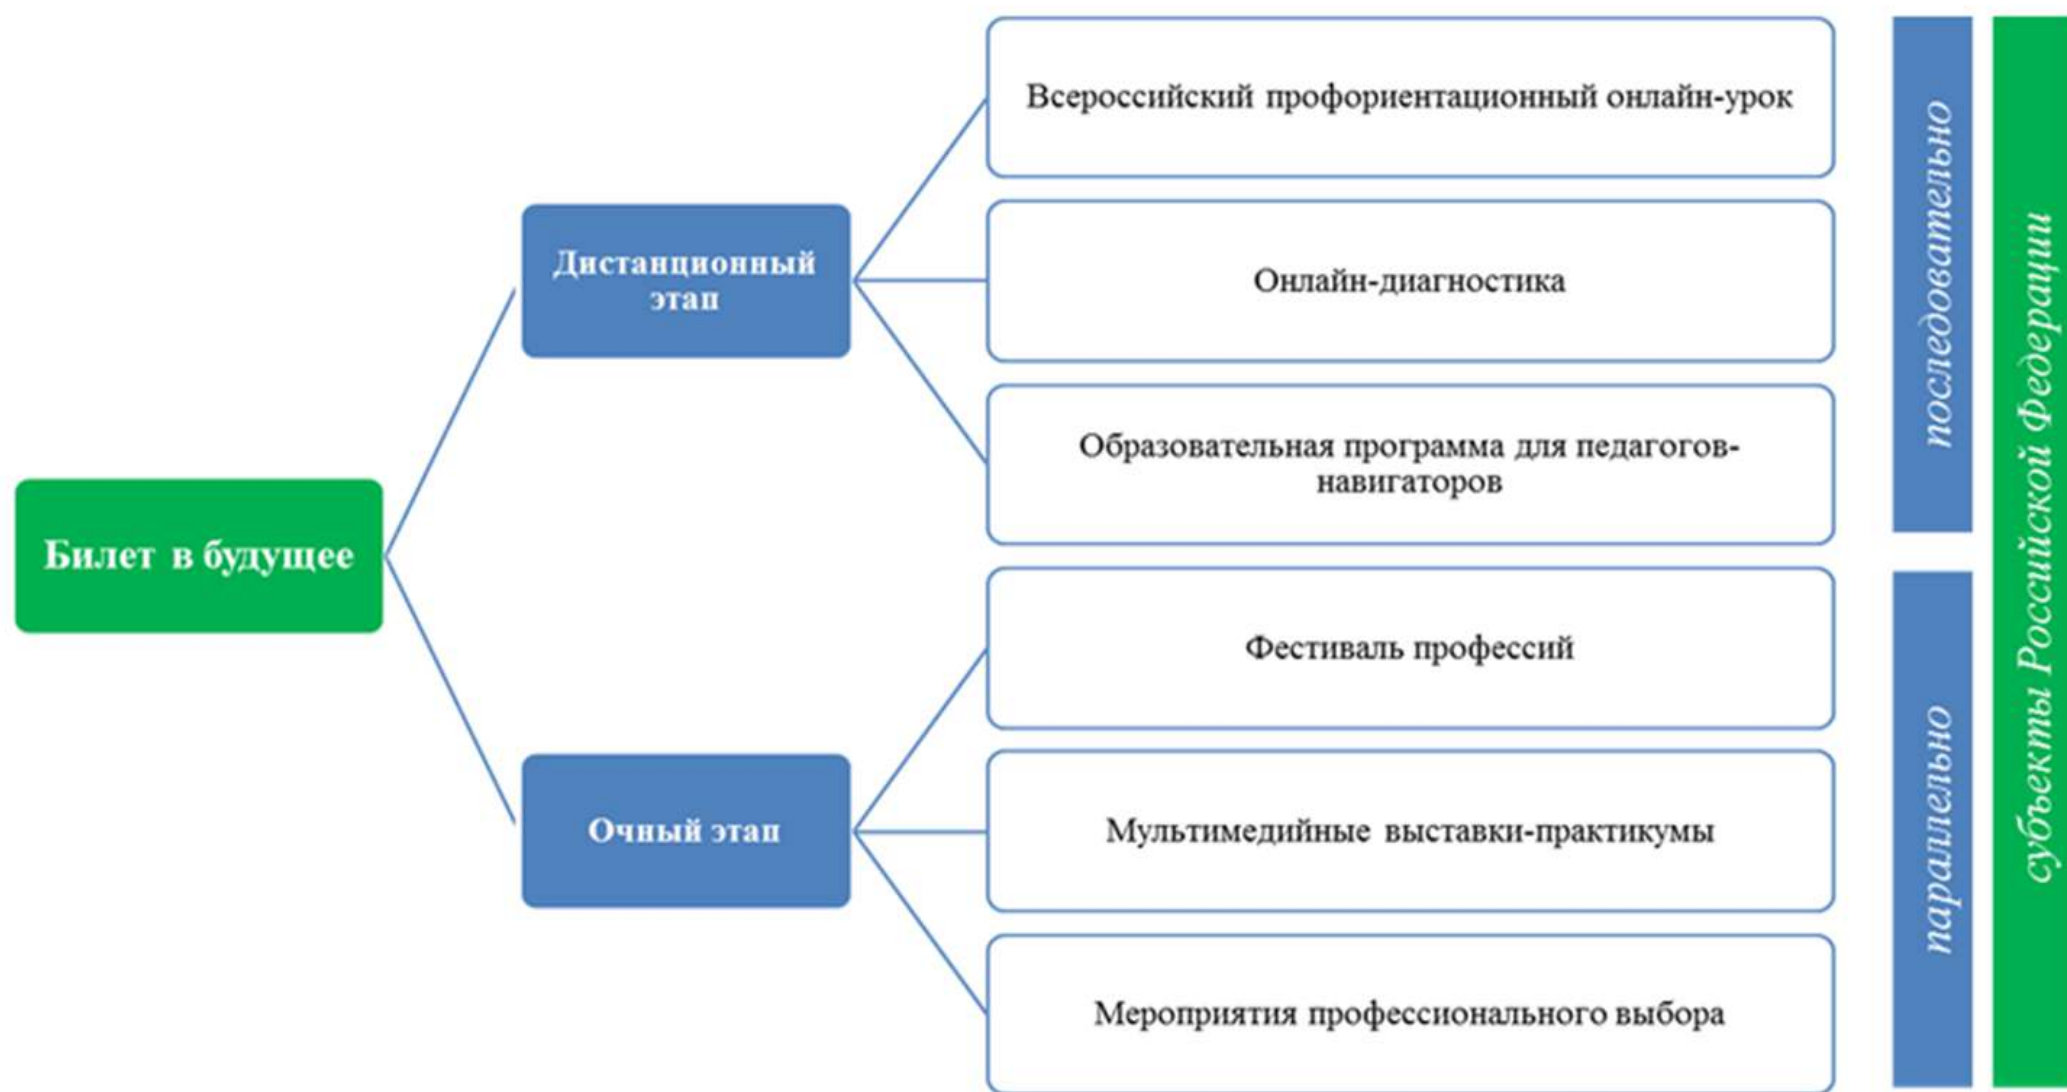 Билет в будущее
Дистанционный
этап
Всероссийский профориентационный онлайн-урок
Онлайн-диагностика
Образовательная программа для педагогов-
навигаторов
Очный этап
Фестиваль профессий
Мультимедийные выставки-практикумы
Мероприятия профессионального выбора
последовательно
параллельно
субъекты Российской Федерации